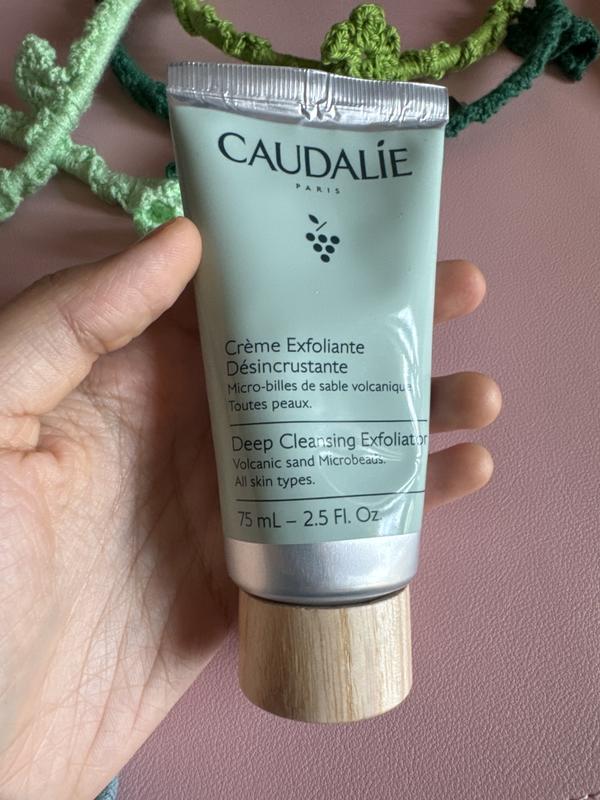 CAUDALÍE
PARIS
Crème Exfoliante
Désincrustante
Micro-billes de sable volcanique
Toutes peaux.
Deep Cleansing Exfoliator
Volcanic sand Microbeads.
All skin types.
75 mL – 2.5 Fl. Oz.